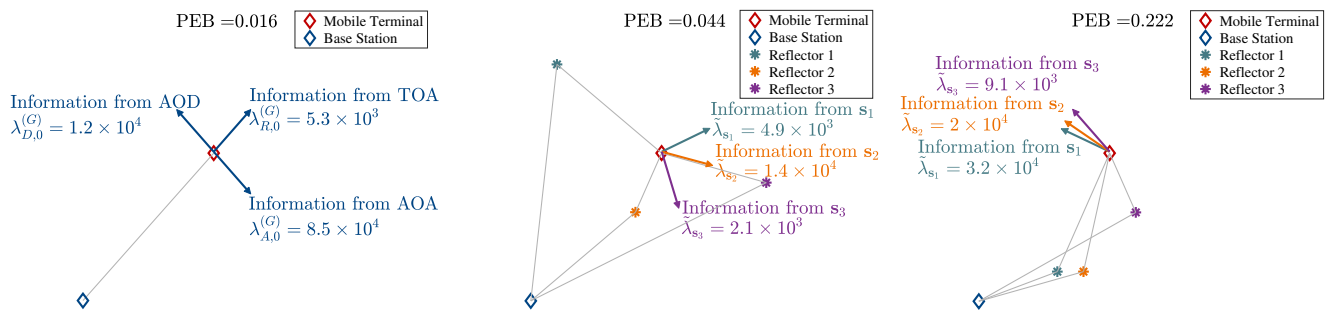 PEB =0.016
Mobile Terminal
Base Station
Information from AOD
λ_{D,0}^{(G)} = 1.2 × 10^4
Information from TOA
λ_{R,0}^{(G)} = 5.3 × 10^3
Information from AOA
λ_{A,0}^{(G)} = 8.5 × 10^4
PEB =0.044
Mobile Terminal
Base Station
Reflector 1
Reflector 2
Reflector 3
Information from s_1
λ̃_{s_1} = 4.9 × 10^3
Information from s_2
λ̃_{s_2} = 1.4 × 10^4
Information from s_3
λ̃_{s_3} = 2.1 × 10^3
PEB =0.222
Mobile Terminal
Base Station
Reflector 1
Reflector 2
Reflector 3
Information from s_3
λ̃_{s_3} = 9.1 × 10^3
Information from s_2
λ̃_{s_2} = 2 × 10^4
Information from s_1
λ̃_{s_1} = 3.2 × 10^4